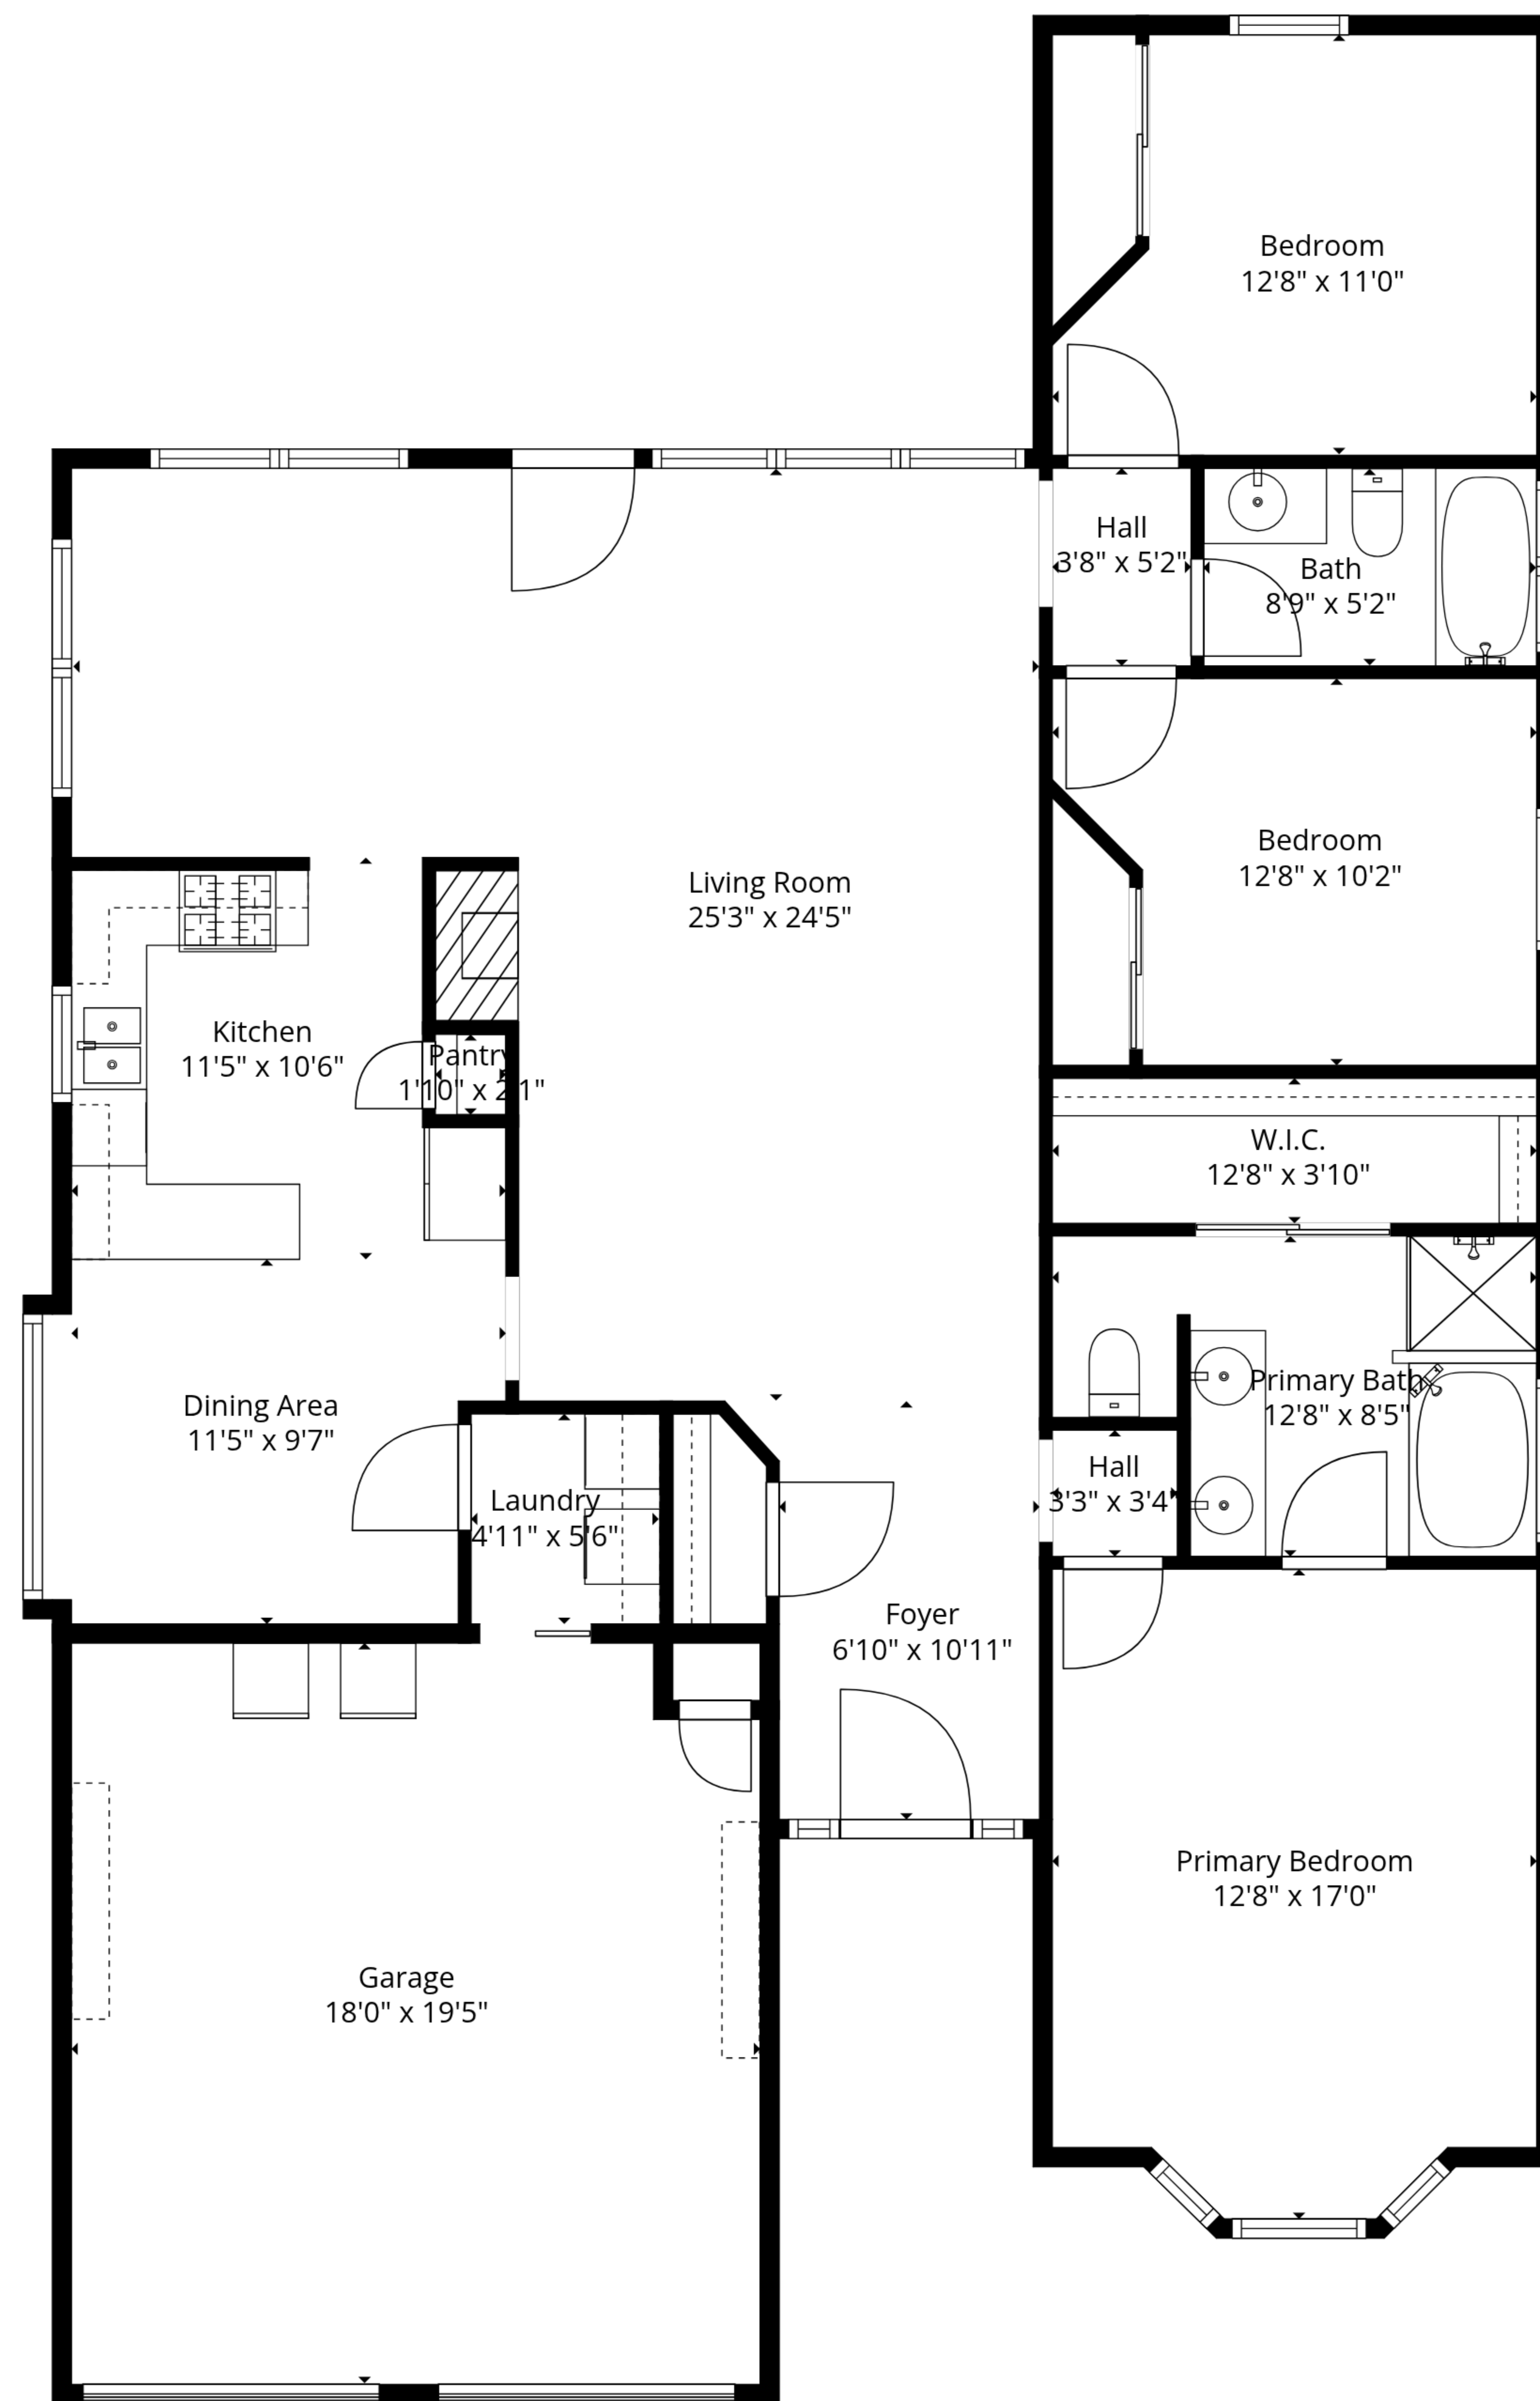 Bedroom
12'8" x 11'0"
Hall
3'8" x 5'2"
Bath
8'9" x 5'2"
Bedroom
12'8" x 10'2"
Living Room
25'3" x 24'5"
Kitchen
11'5" x 10'6"
Pantry
1'10" x 2'1"
W.I.C.
12'8" x 3'10"
Primary Bath
12'8" x 8'5"
Dining Area
11'5" x 9'7"
Hall
3'3" x 3'4"
Laundry
4'11" x 5'6"
Foyer
6'10" x 10'11"
Primary Bedroom
12'8" x 17'0"
Garage
18'0" x 19'5"